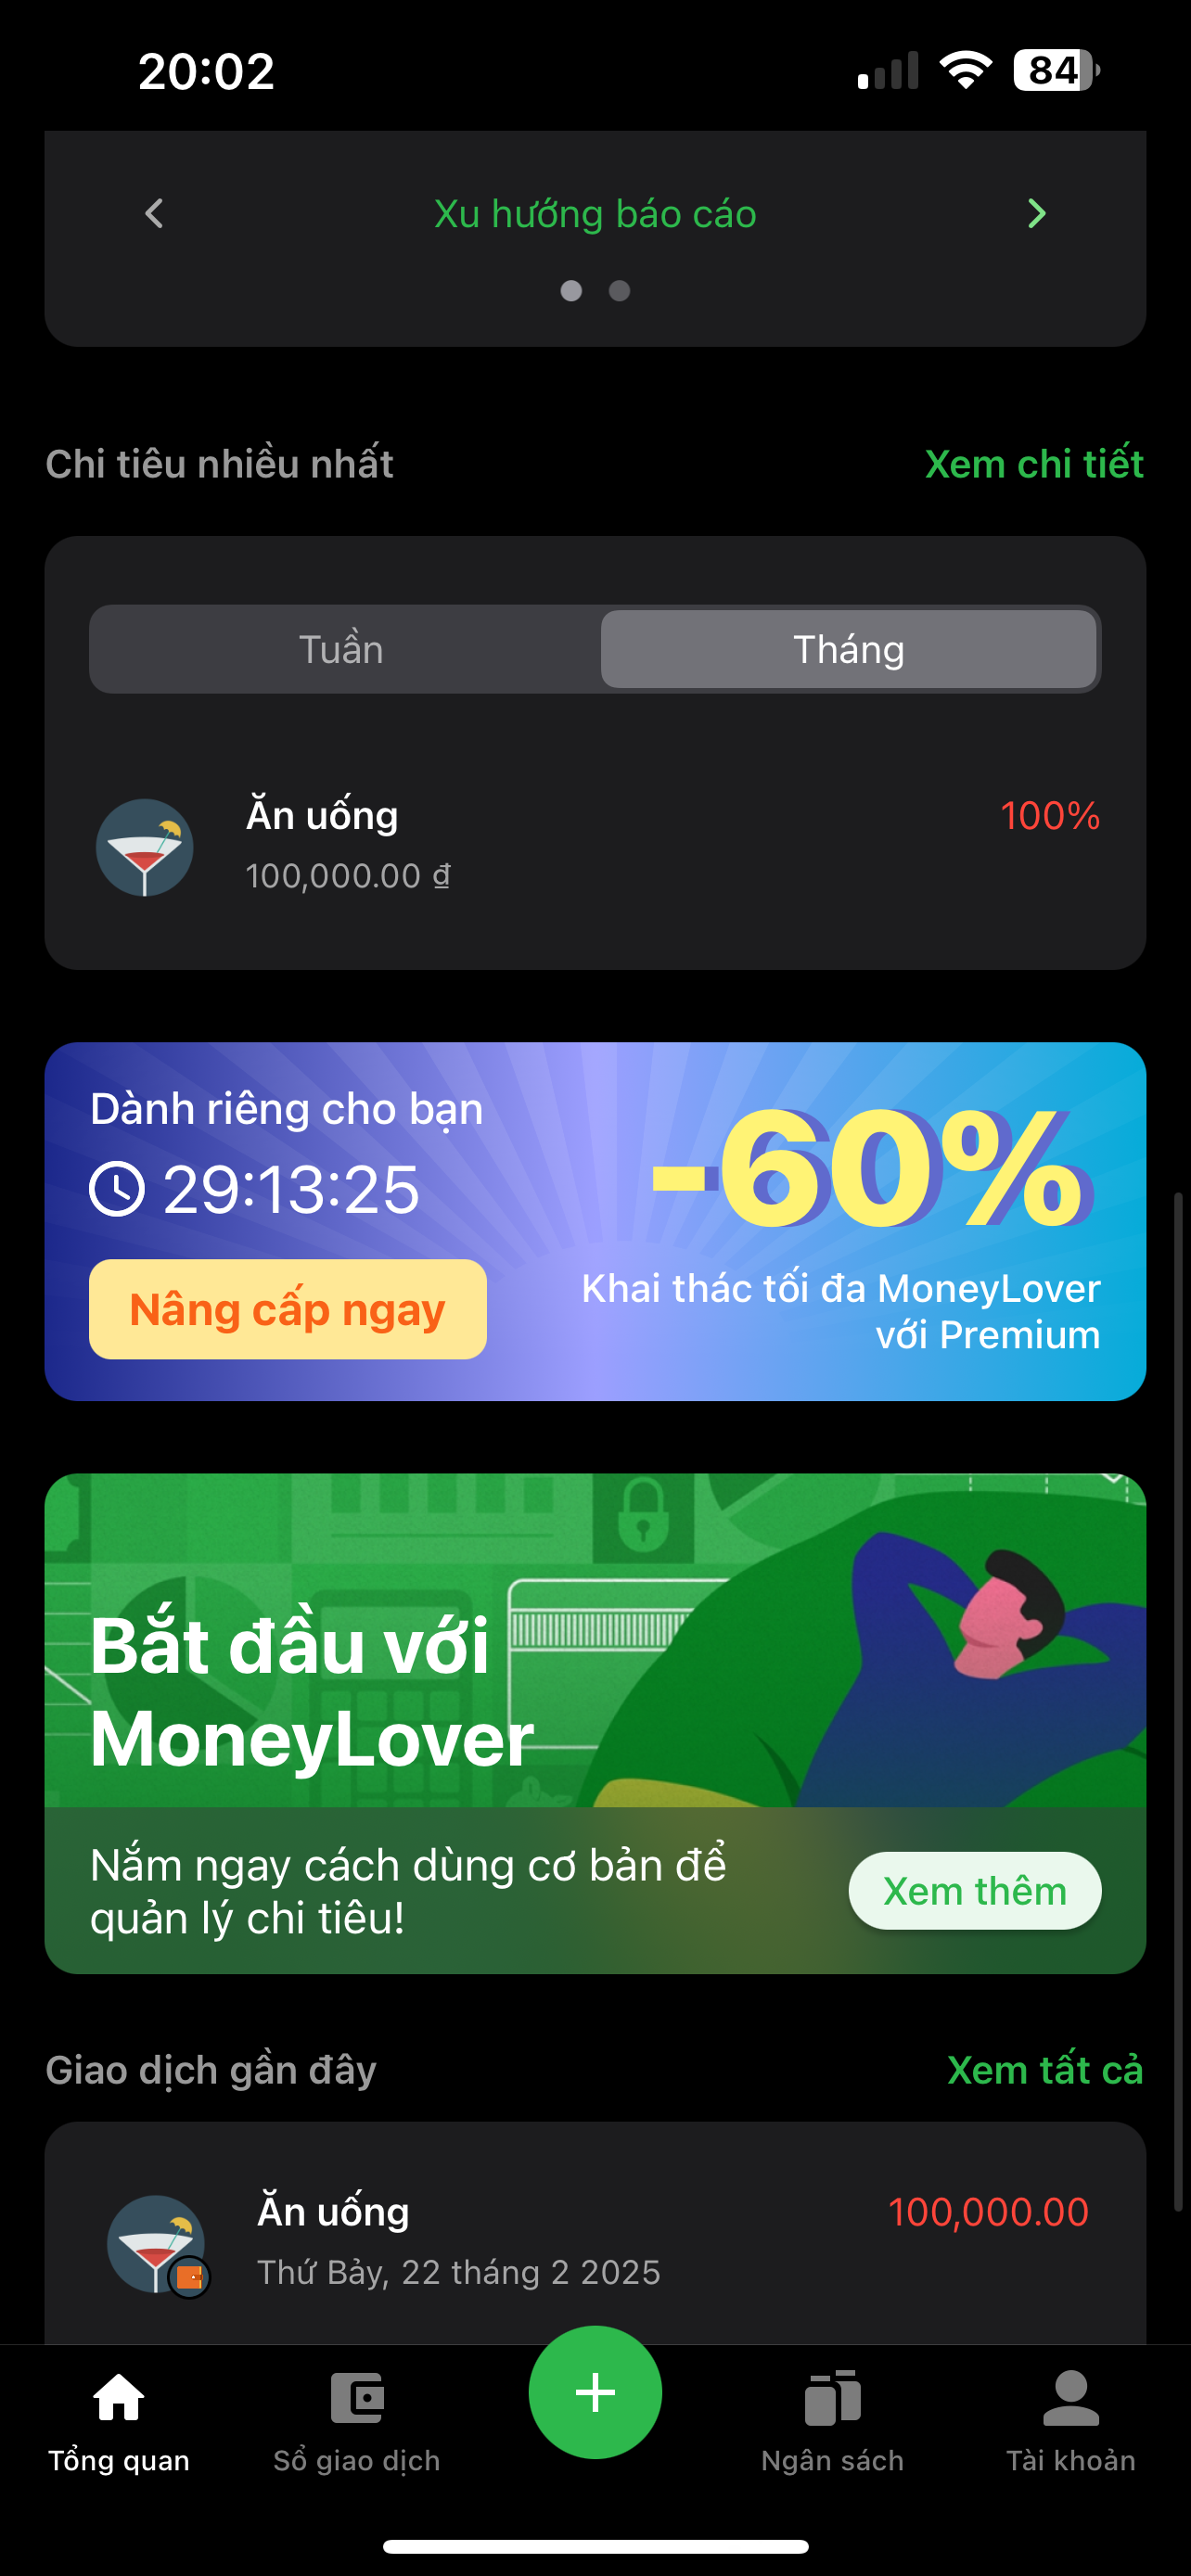 20:02
84
Xu hướng báo cáo
Chi tiêu nhiều nhất
Xem chi tiết
Tuần
Tháng
Ăn uống
100%
100,000.00 ₫
Dành riêng cho bạn
29:13:25
Nâng cấp ngay
-60%
Khai thác tối đa MoneyLover
với Premium
Bắt đầu với
MoneyLover
Nắm ngay cách dùng cơ bản để
quản lý chi tiêu!
Xem thêm
Giao dịch gần đây
Xem tất cả
Ăn uống
100,000.00
Thứ Bảy, 22 tháng 2 2025
Tổng quan
Sổ giao dịch
Ngân sách
Tài khoản